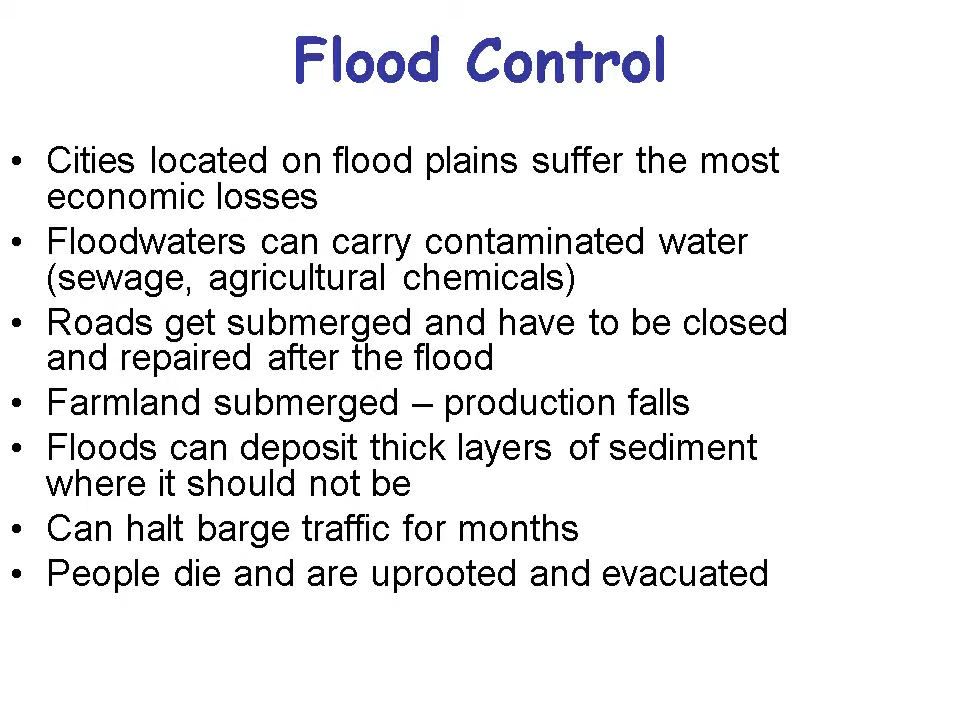 Flood Control
• Cities located on flood plains suffer the most
economic losses
• Floodwaters can carry contaminated water
(sewage, agricultural chemicals)
• Roads get submerged and have to be closed
and repaired after the flood
• Farmland submerged – production falls
• Floods can deposit thick layers of sediment
where it should not be
• Can halt barge traffic for months
• People die and are uprooted and evacuated